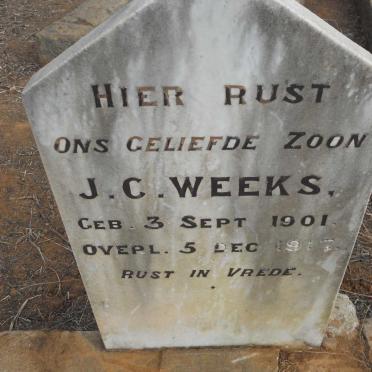 HIER RUST
ONS GELIEFDE ZOON
J.C. WEEKS,
GEB. 3 SEPT 1901.
OVERL. 5 DEC
RUST IN VREDE.